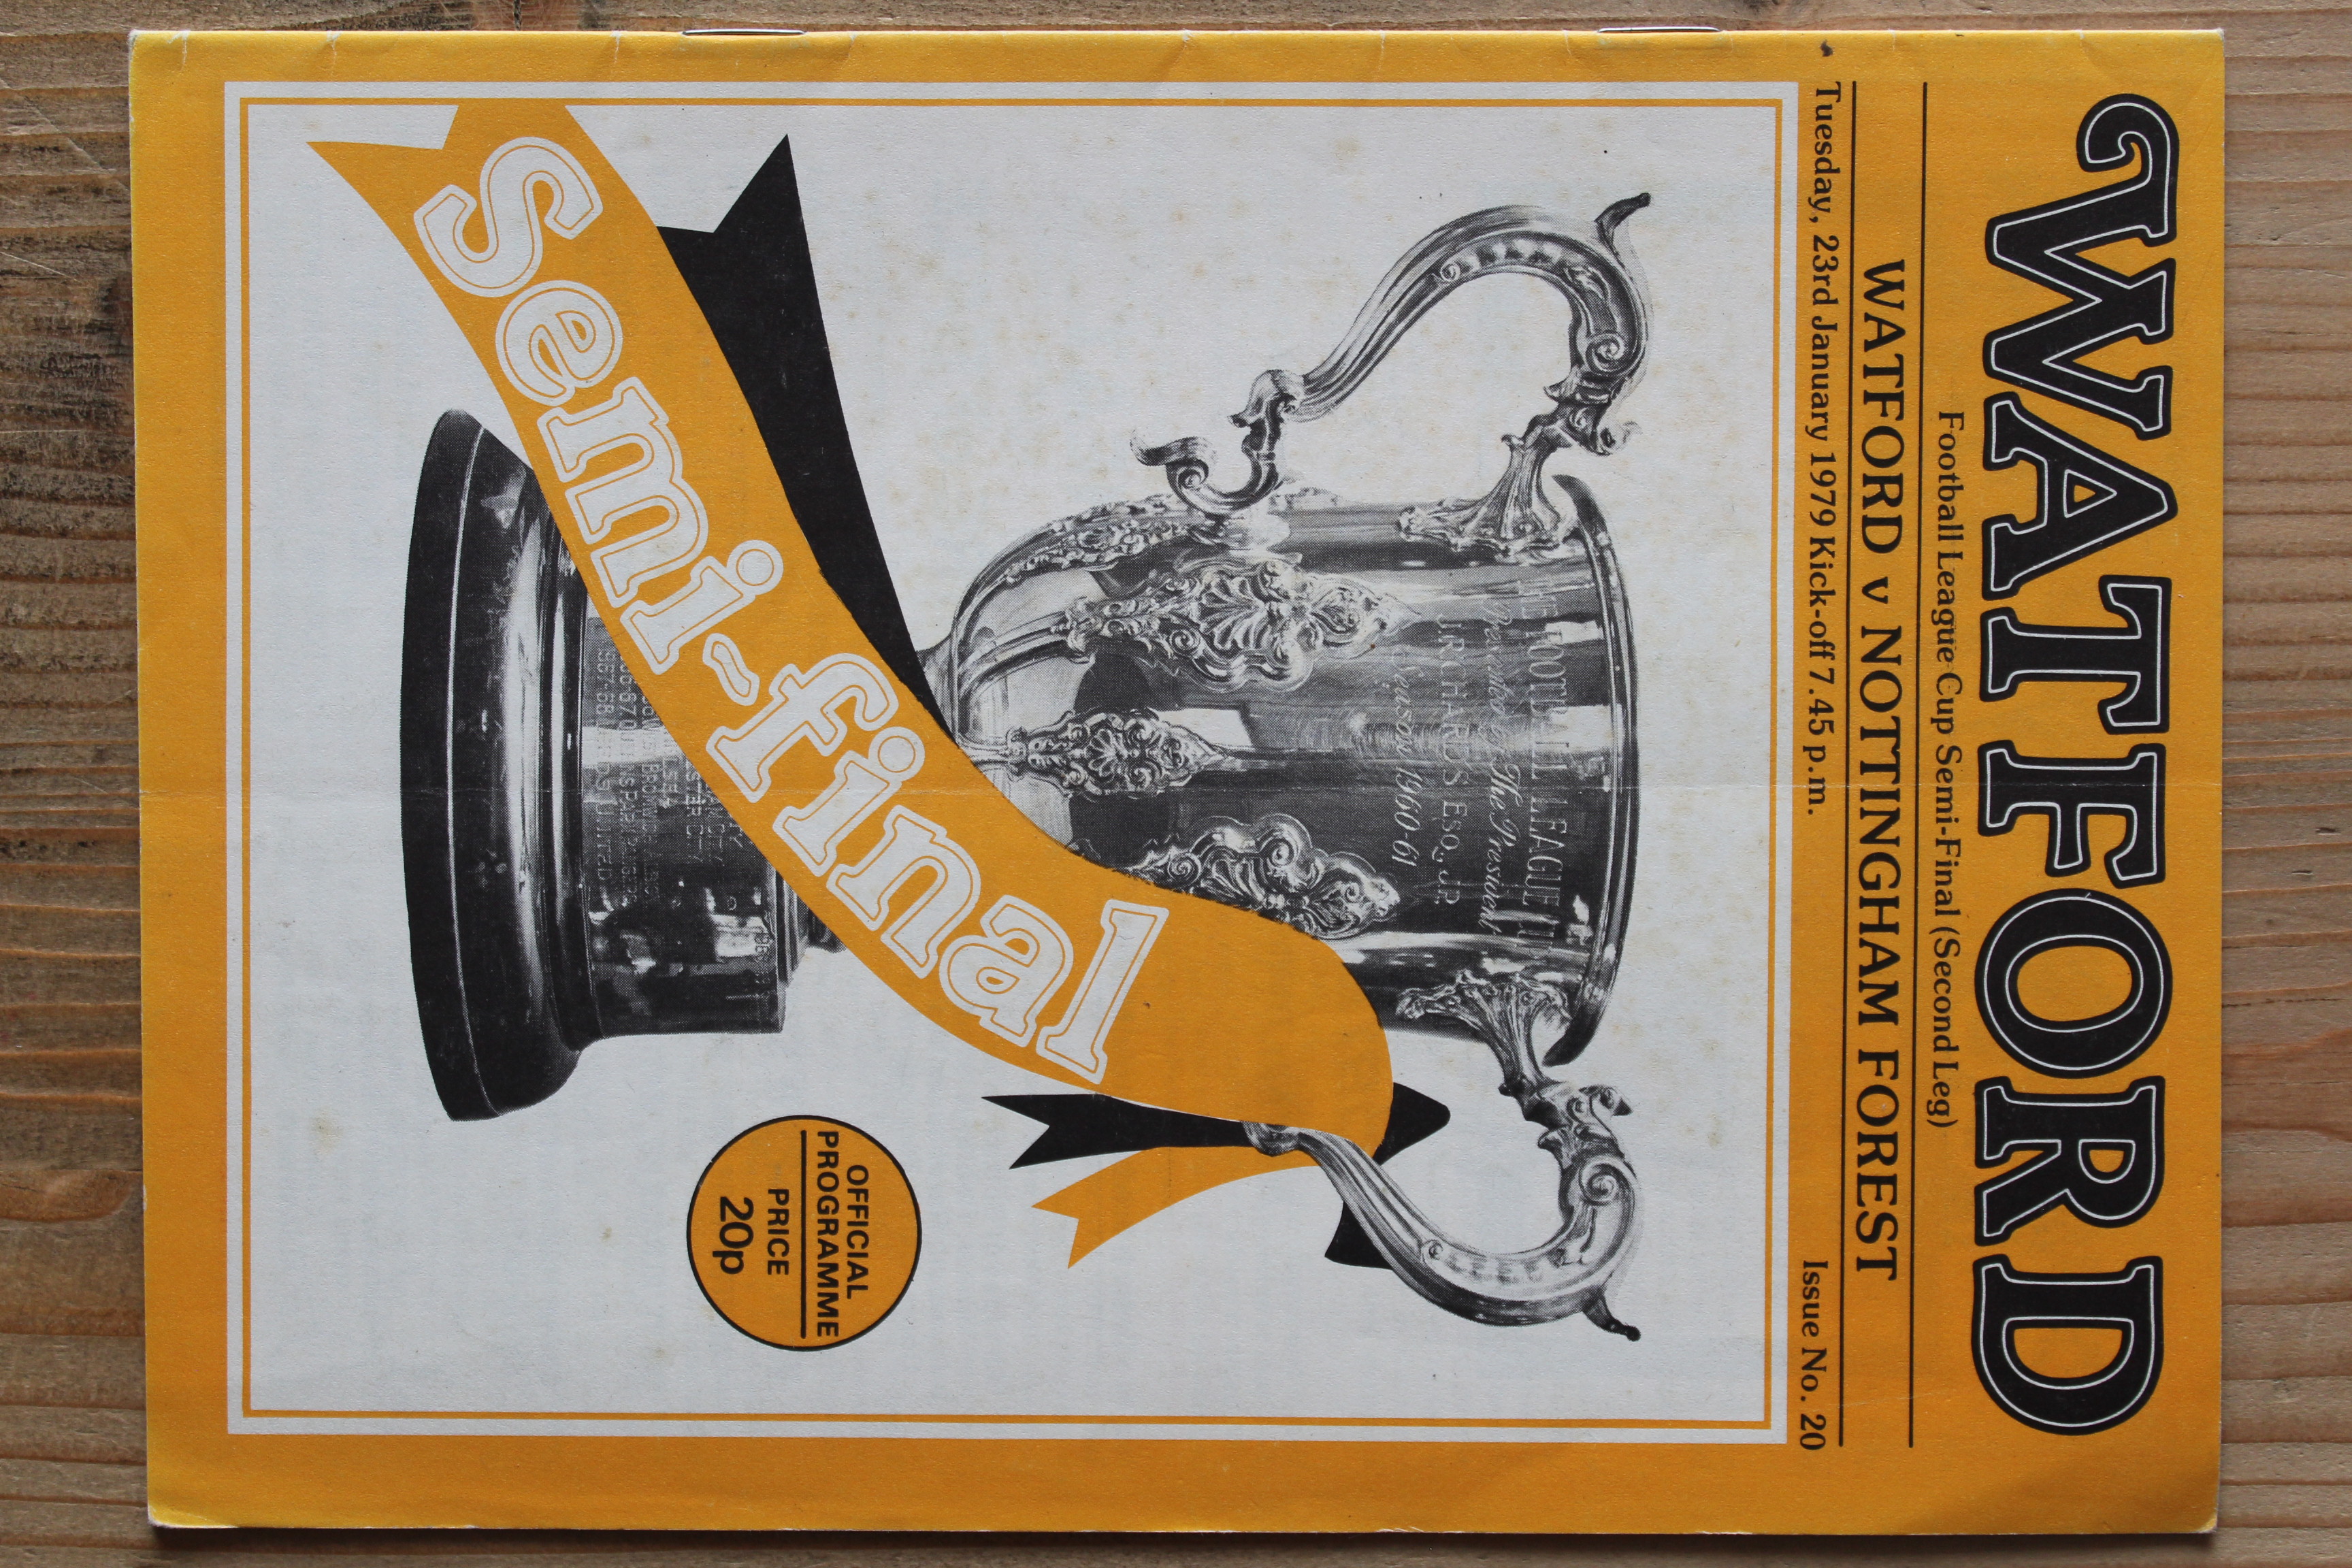 WATFORD
Football League Cup Semi-Final (Second Leg)
WATFORD v NOTTINGHAM FOREST
Tuesday, 23rd January 1979 Kick-off 7.45 p.m. Issue No. 20
THE FOOTBALL LEAGUE CUP
Presented by The President
J. RICHARDS ESQ., J.P.
Season 1960-61
Semi-final
OFFICIAL
PROGRAMME
PRICE
20p